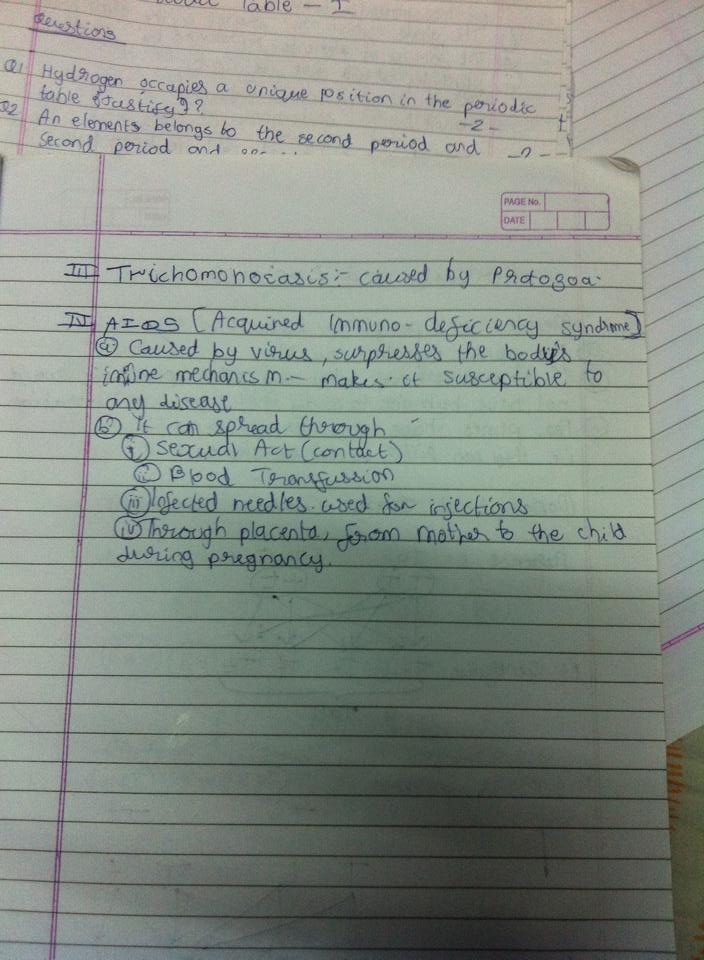 Table - I
Questions
Q1 Hydrogen occupies a unique position in the periodic
table {Justify}?
-2-
Q2 An elements belongs to the second period and
Second period and
PAGE No.
DATE
III Trichomonoiasis:- caused by Protozoa.
IV AIDS [Acquired Immuno-deficiency syndrome]
(a) Caused by virus, surpresses the body's
immune mechanism.- makes it susceptible to
any disease
(b) It can spread through -
(i) Sexual Act (contact)
(ii) Blood Transfussion
(iii) Infected needles used for injections
(iv) Through placenta, from mother to the child
during pregnancy.